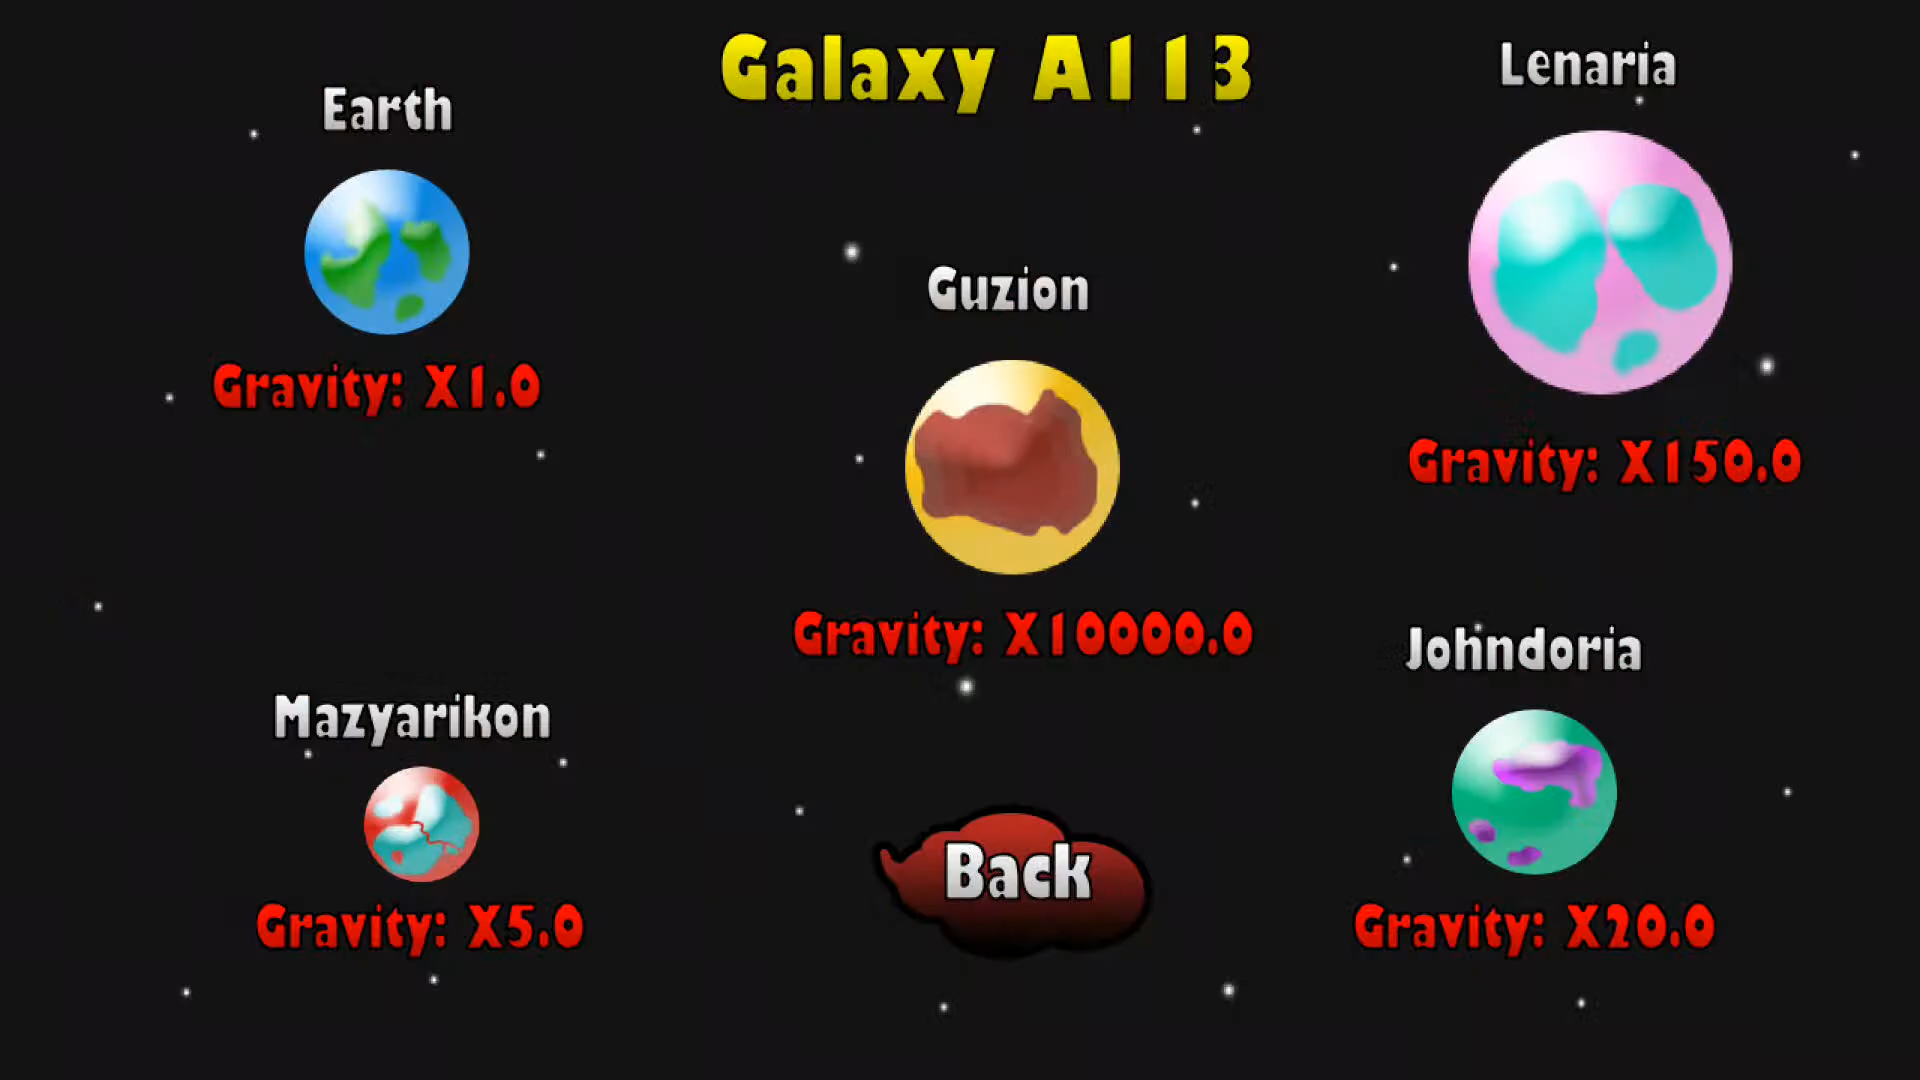 Galaxy A113
Earth
Gravity: X1.0
Lenaria
Gravity: X150.0
Guzion
Gravity: X10000.0
Mazyarikon
Gravity: X5.0
Johndoria
Gravity: X20.0
Back